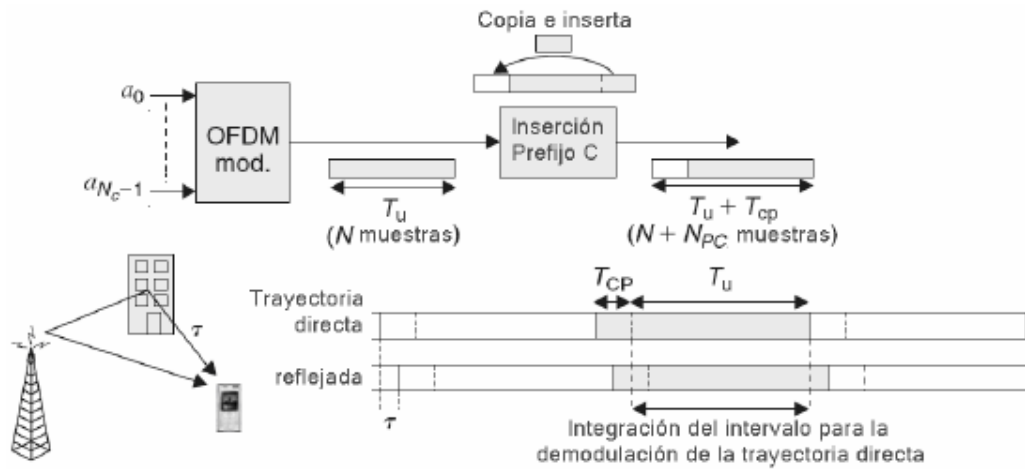 Copia e inserta
a0
OFDM
mod.
aNc−1
Inserción
Prefijo C
Tu
(N muestras)
Tu + Tcp
(N + NPC muestras)
TCP
Tu
Trayectoria
directa
τ
reflejada
τ
Integración del intervalo para la
demodulación de la trayectoria directa